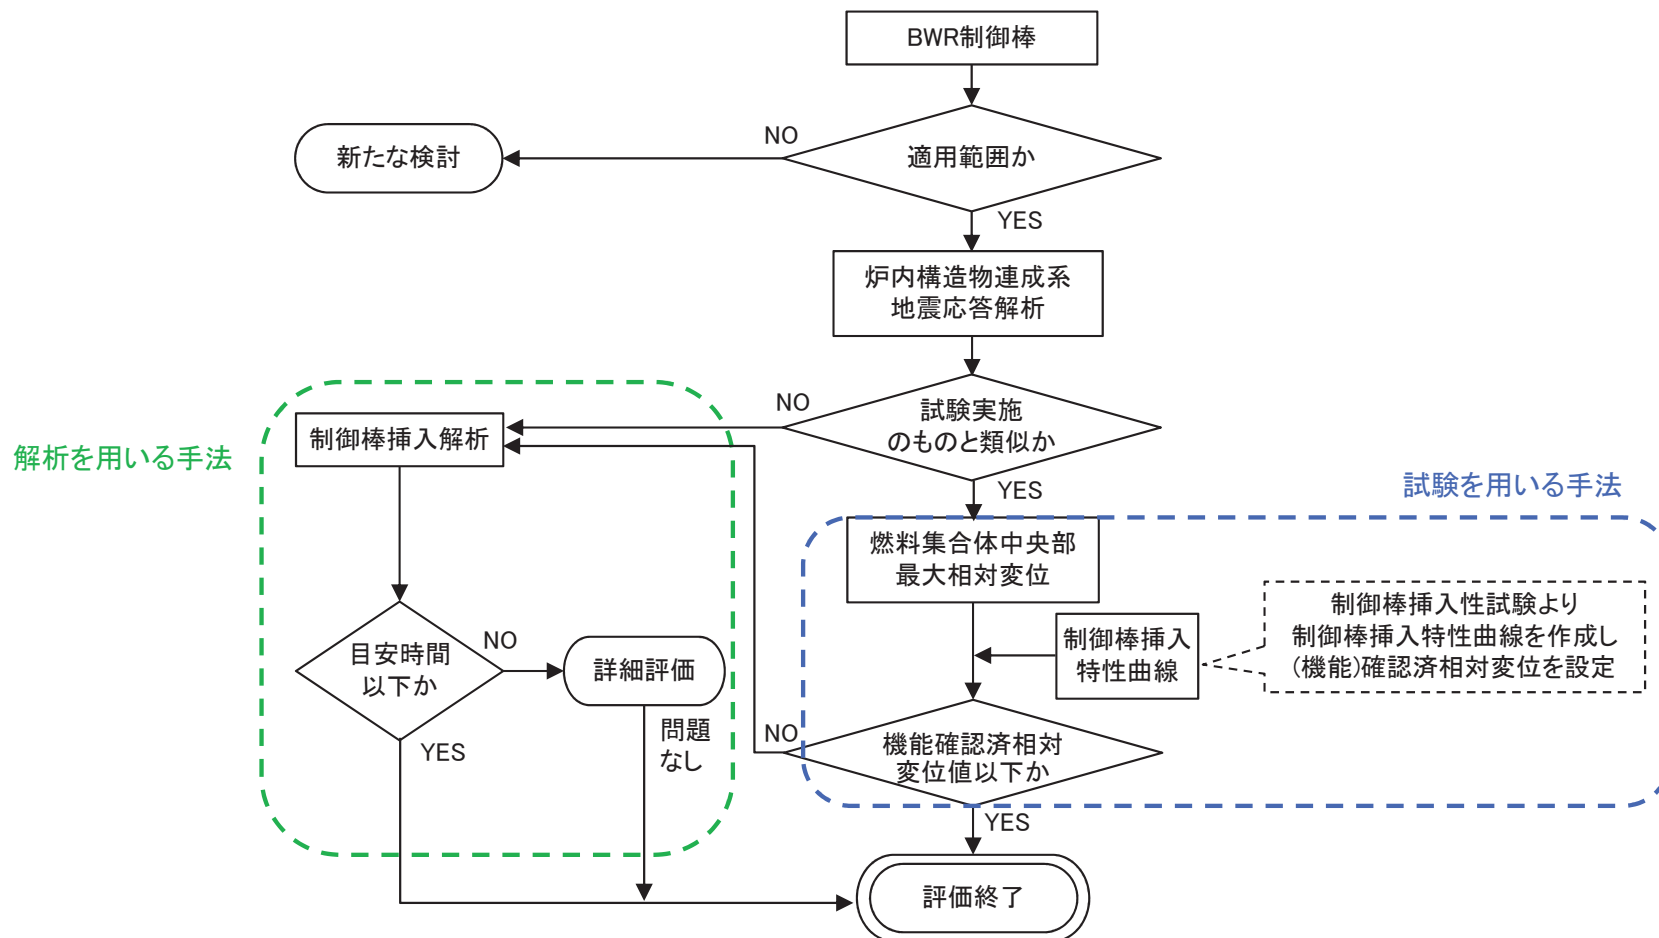 BWR制御棒
NO
適用範囲か
新たな検討
YES
炉内構造物連成系
地震応答解析
NO
試験実施
のものと類似か
制御棒挿入解析
解析を用いる手法
YES
試験を用いる手法
燃料集合体中央部
最大相対変位
制御棒挿入性試験より
制御棒挿入特性曲線を作成し
(機能)確認済相対変位を設定
制御棒挿入
特性曲線
目安時間
以下か
NO
詳細評価
問題
なし
YES
NO
機能確認済相対
変位値以下か
YES
評価終了